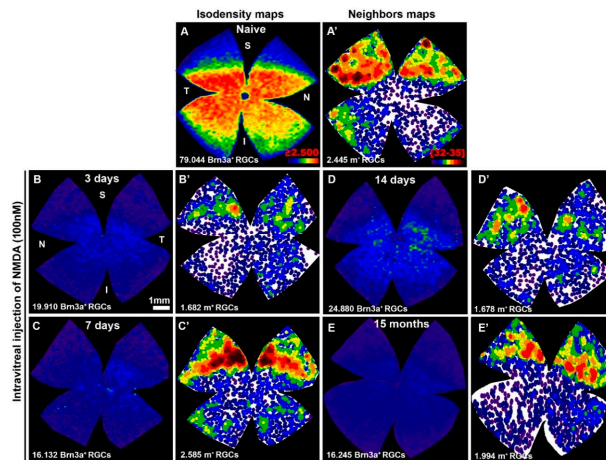 Isodensity maps
Neighbors maps
A
Naive
S
T
N
I
79.044 Brn3a⁺ RGCs
≥2.500
A'
2.445 m⁺ RGCs
[32-35]
Intravitreal injection of NMDA (100nM)
B
3 days
S
N
T
I
1mm
19.910 Brn3a⁺ RGCs
B'
1.682 m⁺ RGCs
D
14 days
24.880 Brn3a⁺ RGCs
D'
1.678 m⁺ RGCs
C
7 days
16.132 Brn3a⁺ RGCs
C'
2.585 m⁺ RGCs
E
15 months
16.245 Brn3a⁺ RGCs
E'
1.994 m⁺ RGCs